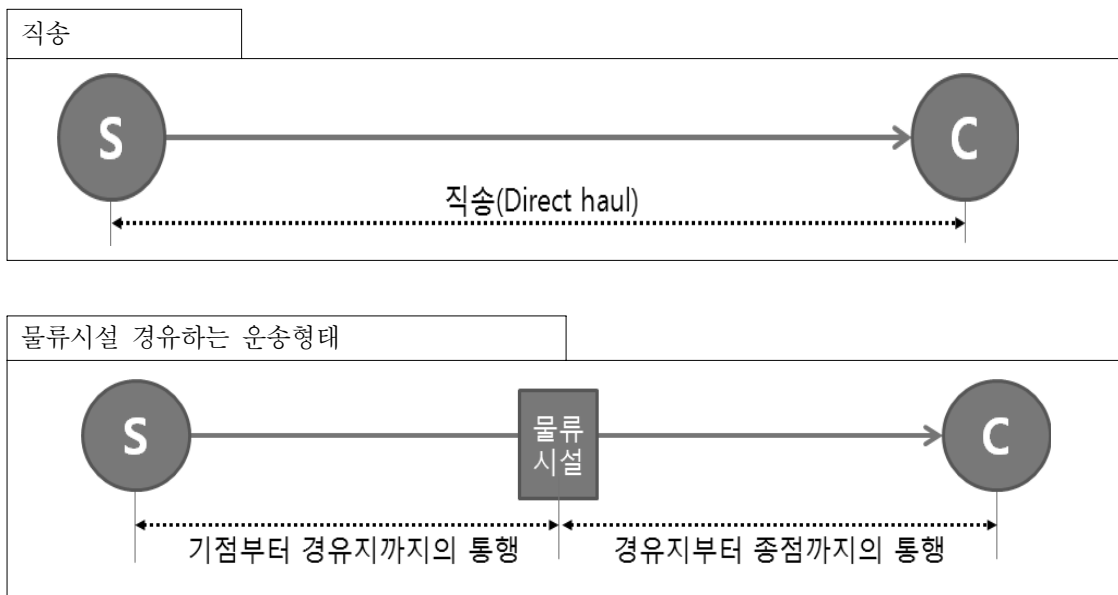 직송
S
C
직송(Direct haul)
물류시설 경유하는 운송형태
S
물류
시설
C
기점부터 경유지까지의 통행
경유지부터 종점까지의 통행